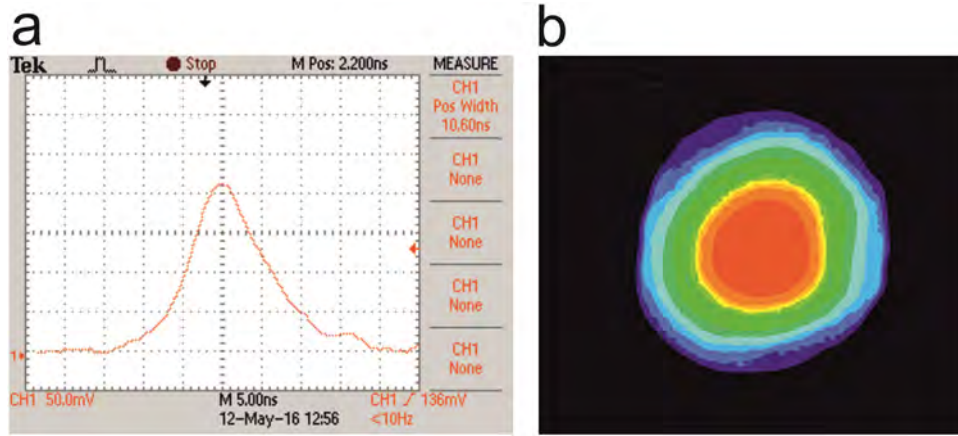 a
b
Tek Stop M Pos: 2.200ns MEASURE
CH1
Pos Width
10.60ns
CH1
None
CH1
None
CH1
None
CH1
None
1
CH1 50.0mV M 5.00ns CH1 136mV
12-May-16 12:56 <10Hz